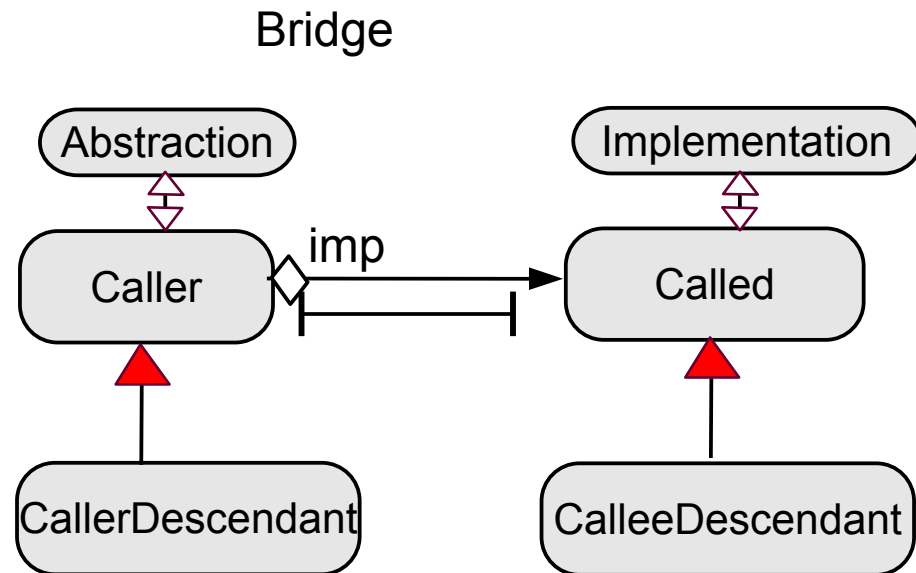 Bridge
Abstraction
Implementation
imp
Caller
Called
CallerDescendant
CalleeDescendant